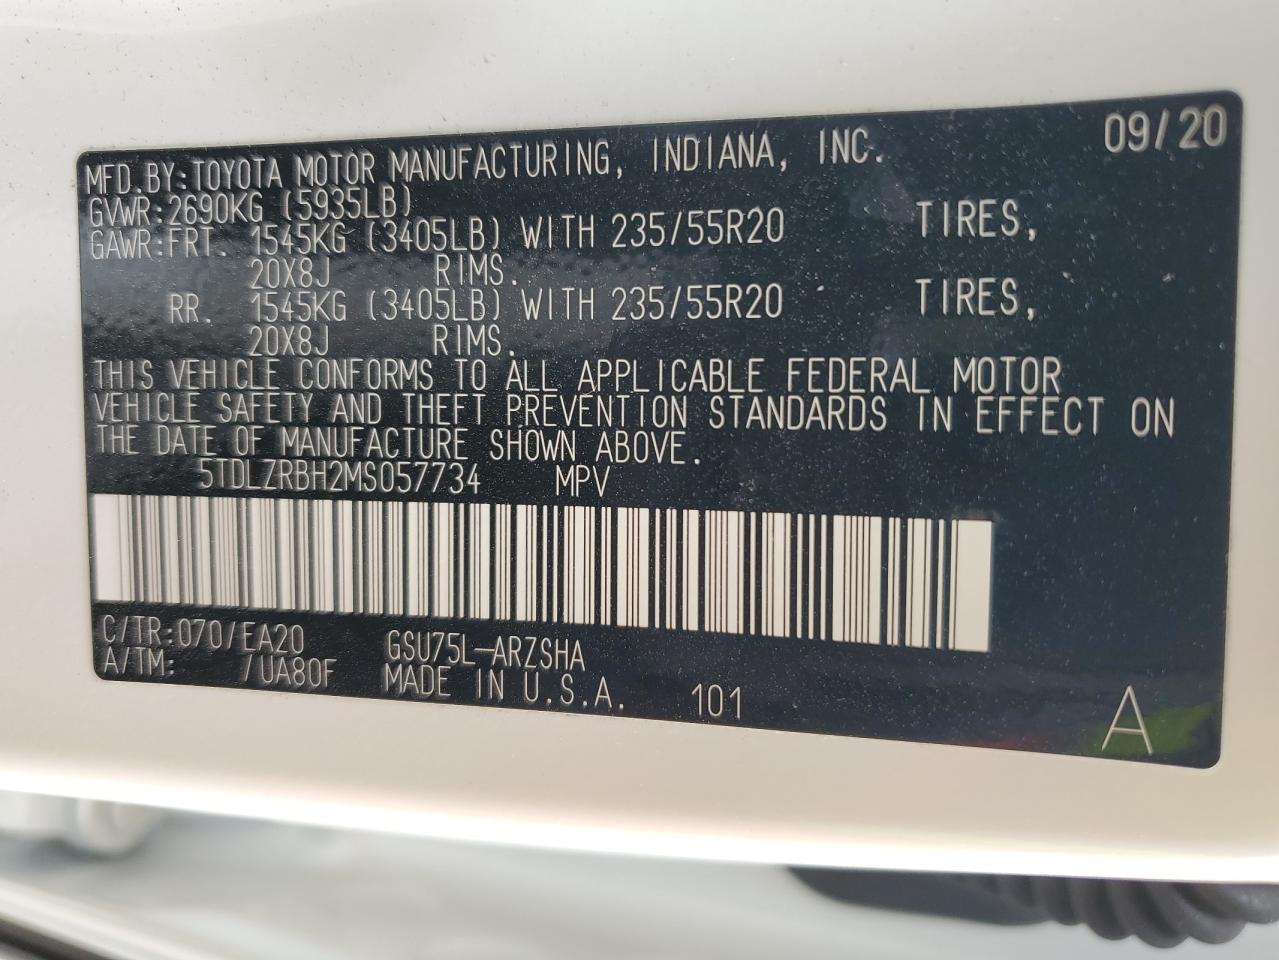 MFD.BY:TOYOTA MOTOR MANUFACTURING, INDIANA, INC. 09/20
GVWR:2690KG (5935LB)
GAWR:FRT. 1545KG (3405LB) WITH 235/55R20 TIRES,
20X8J RIMS.
RR. 1545KG (3405LB) WITH 235/55R20 TIRES,
20X8J RIMS.
THIS VEHICLE CONFORMS TO ALL APPLICABLE FEDERAL MOTOR
VEHICLE SAFETY AND THEFT PREVENTION STANDARDS IN EFFECT ON
THE DATE OF MANUFACTURE SHOWN ABOVE.
5TDLZRBH2MS057734 MPV
C/TR:070/EA20 GSU75L-ARZSHA
A/TM: /UA80F MADE IN U.S.A. 101 A